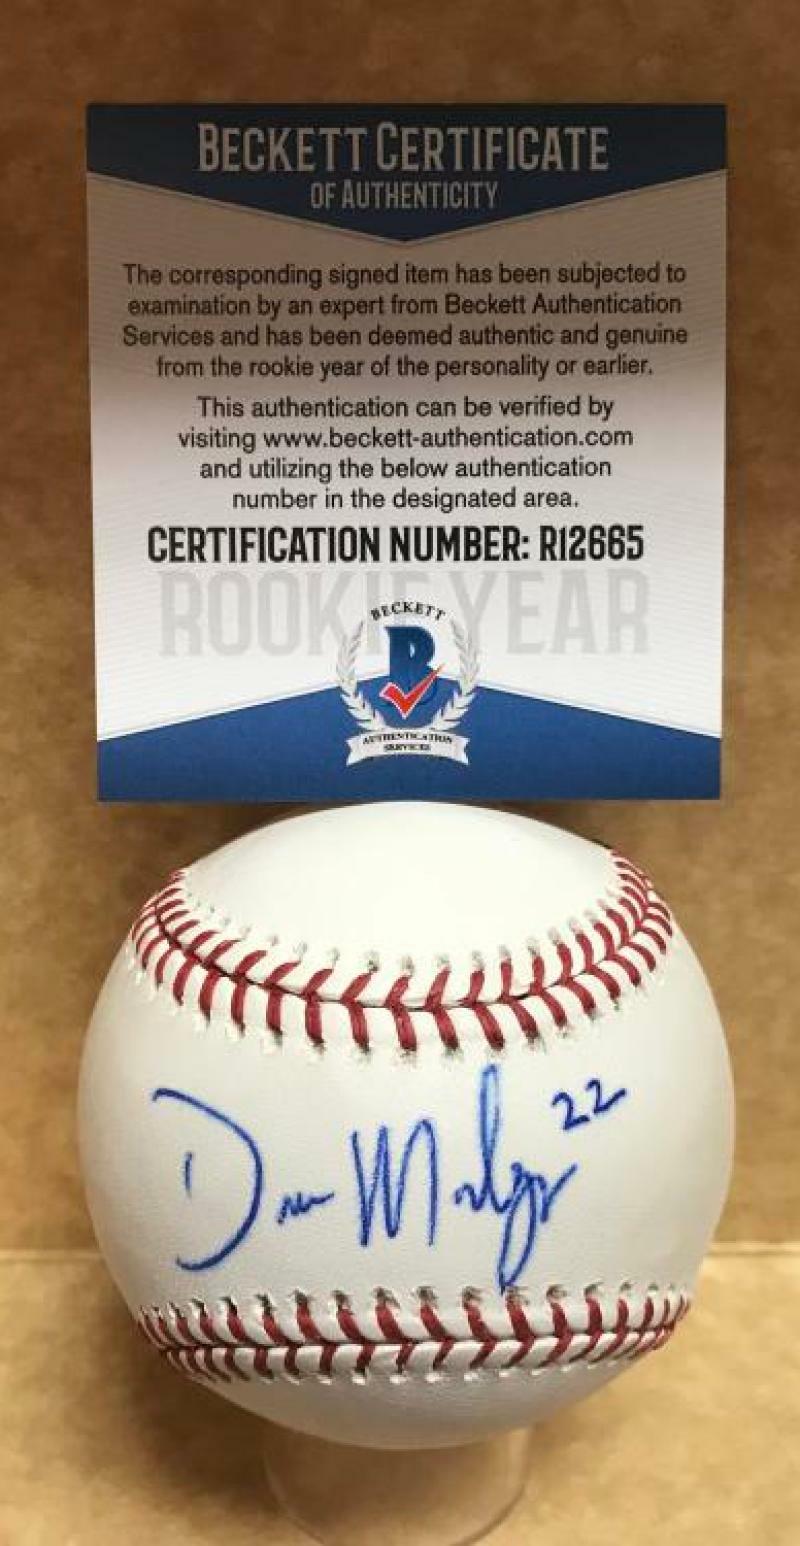 BECKETT CERTIFICATE
OF AUTHENTICITY
The corresponding signed item has been subjected to
examination by an expert from Beckett Authentication
Services and has been deemed authentic and genuine
from the rookie year of the personality or earlier.
This authentication can be verified by
visiting www.beckett-authentication.com
and utilizing the below authentication
number in the designated area.
CERTIFICATION NUMBER: R12665
ROOKIE YEAR
BECKETT
B
AUTHENTICATION
SERVICES
22